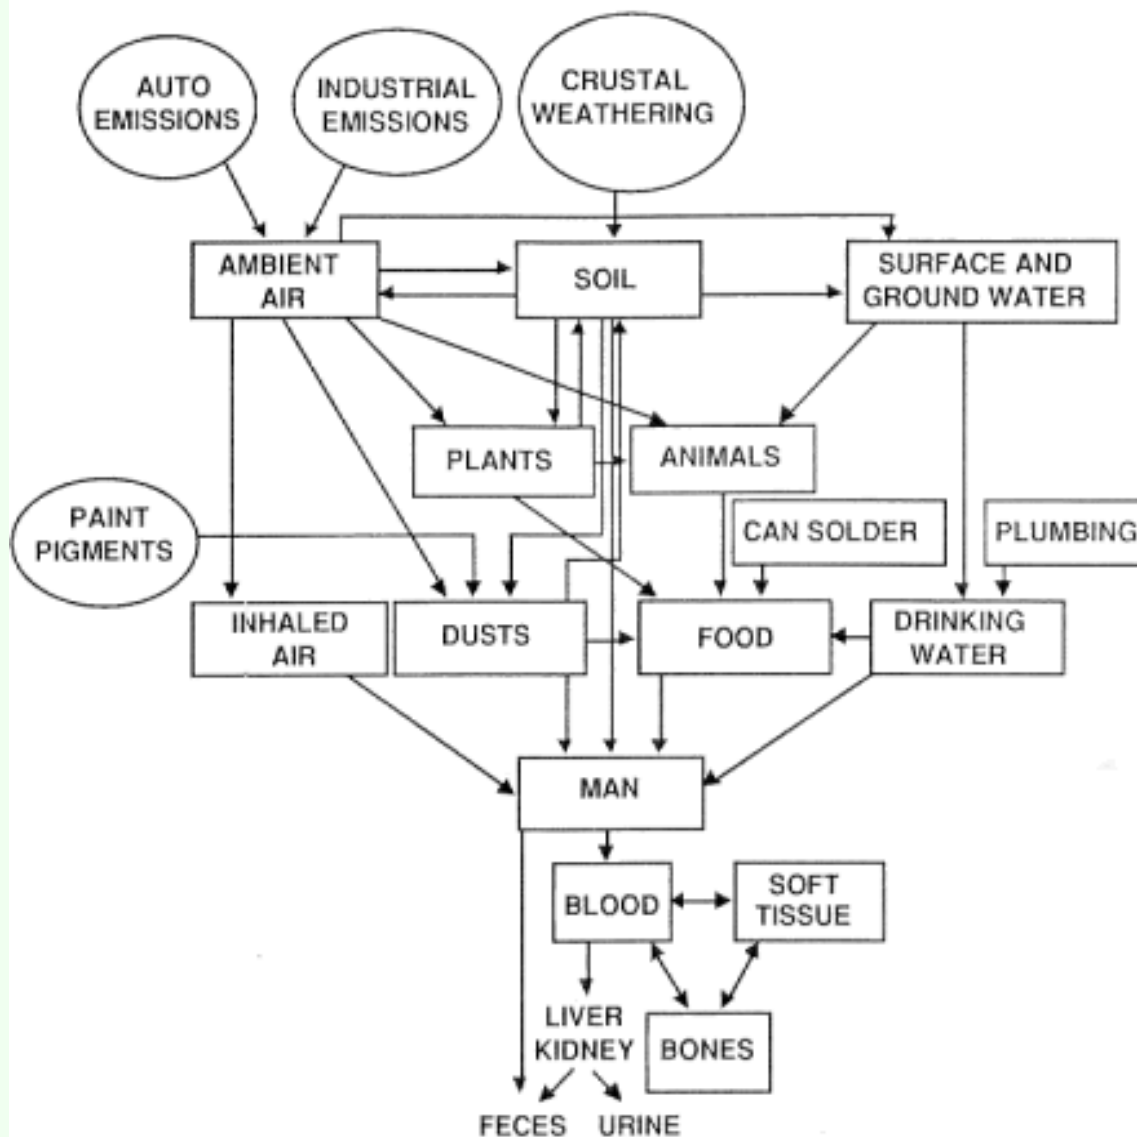 AUTO
EMISSIONS
INDUSTRIAL
EMISSIONS
CRUSTAL
WEATHERING
AMBIENT
AIR
SOIL
SURFACE AND
GROUND WATER
PLANTS
ANIMALS
PAINT
PIGMENTS
CAN SOLDER
PLUMBING
INHALED
AIR
DUSTS
FOOD
DRINKING
WATER
MAN
BLOOD
SOFT
TISSUE
LIVER
KIDNEY
BONES
FECES
URINE